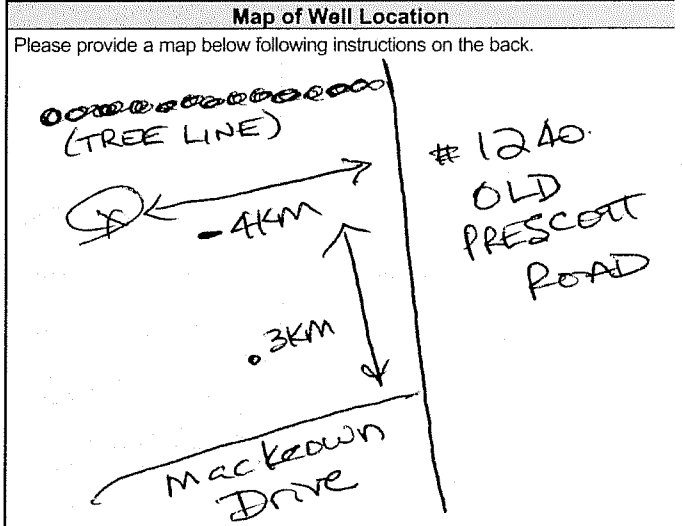 Map of Well Location
Please provide a map below following instructions on the back.
(TREE LINE)
# 1240.
OLD
PRESCOTT
ROAD
X
.4KM
.3KM
Mackeown
Drive